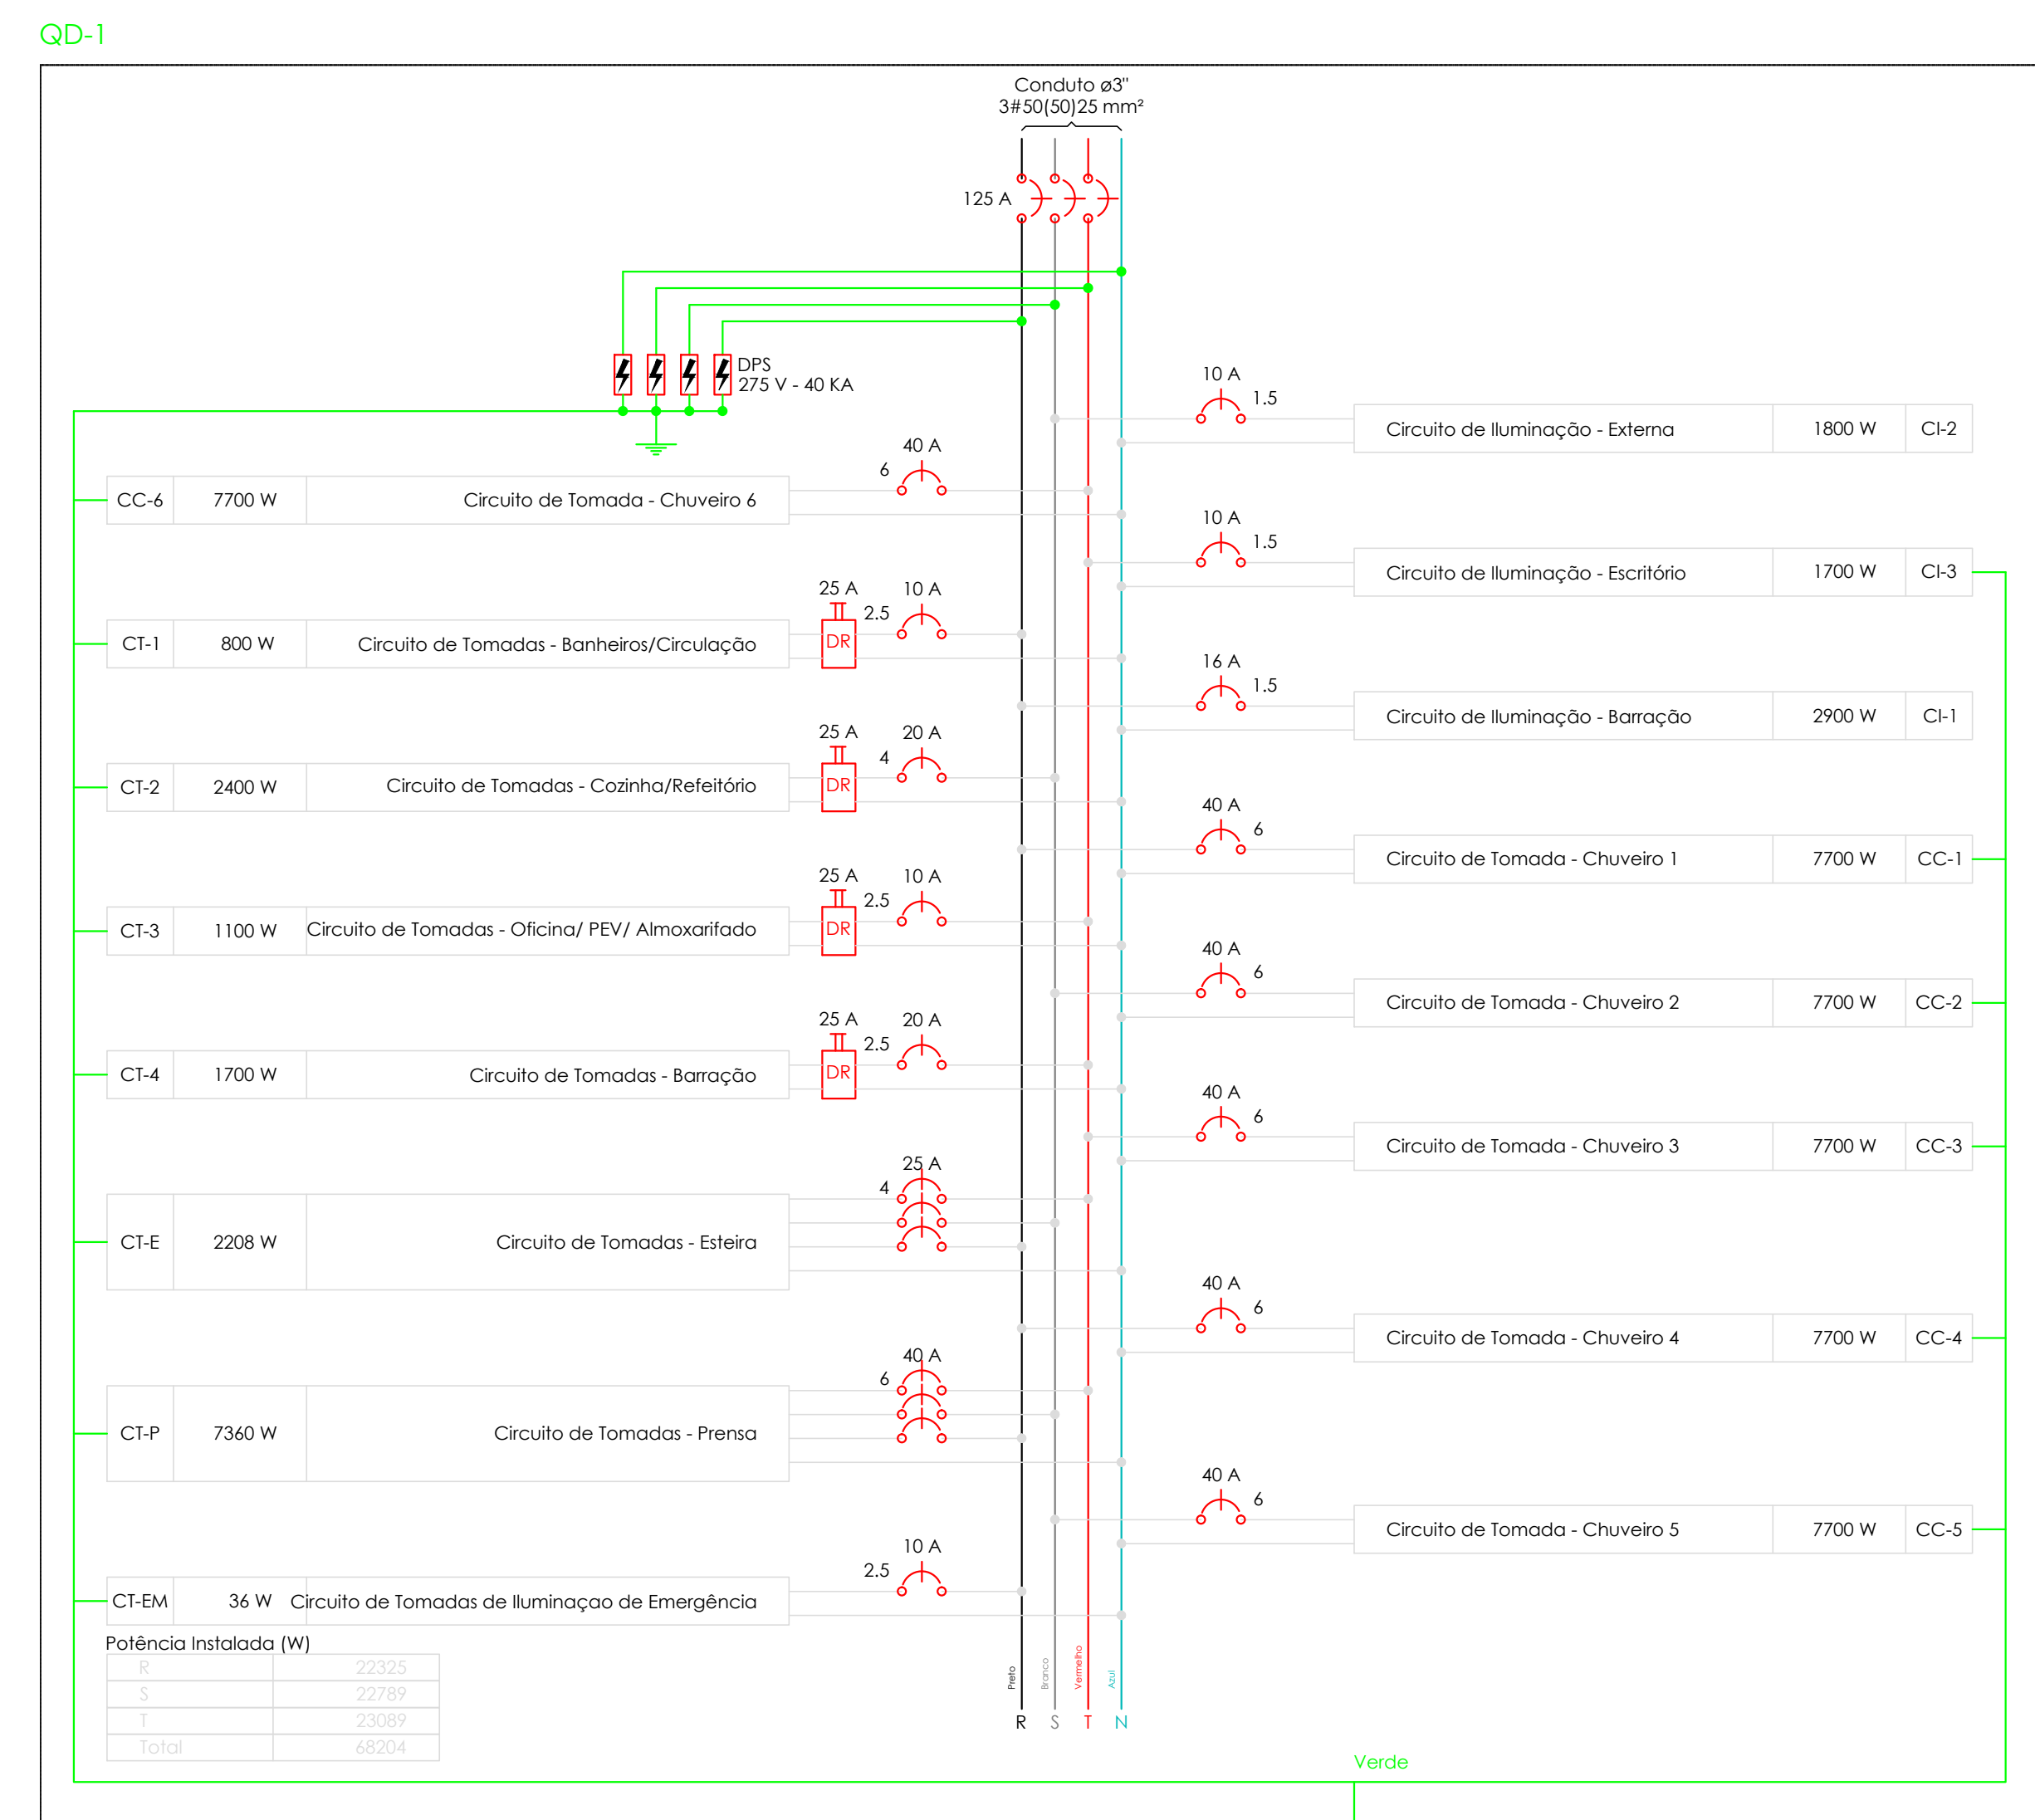 QD-1
Conduto ø3"
3#50(50)25 mm²
125 A
DPS
275 V - 40 KA
40 A
6
CC-6 7700 W Circuito de Tomada - Chuveiro 6
25 A 10 A
2.5
DR
CT-1 800 W Circuito de Tomadas - Banheiros/Circulação
25 A 20 A
4
DR
CT-2 2400 W Circuito de Tomadas - Cozinha/Refeitório
25 A 10 A
2.5
DR
CT-3 1100 W Circuito de Tomadas - Oficina/ PEV/ Almoxarifado
25 A 20 A
2.5
DR
CT-4 1700 W Circuito de Tomadas - Barração
25 A
4
CT-E 2208 W Circuito de Tomadas - Esteira
40 A
6
CT-P 7360 W Circuito de Tomadas - Prensa
10 A
2.5
CT-EM 36 W Circuito de Tomadas de Iluminaçao de Emergência
10 A
1.5
Circuito de Iluminação - Externa 1800 W CI-2
10 A
1.5
Circuito de Iluminação - Escritório 1700 W CI-3
16 A
1.5
Circuito de Iluminação - Barração 2900 W CI-1
40 A
6
Circuito de Tomada - Chuveiro 1 7700 W CC-1
40 A
6
Circuito de Tomada - Chuveiro 2 7700 W CC-2
40 A
6
Circuito de Tomada - Chuveiro 3 7700 W CC-3
40 A
6
Circuito de Tomada - Chuveiro 4 7700 W CC-4
40 A
6
Circuito de Tomada - Chuveiro 5 7700 W CC-5
Potência Instalada (W)
R 22325
S 22789
T 23089
Total 68204
Preto Branco Vermelho Azul
R S T N
Verde